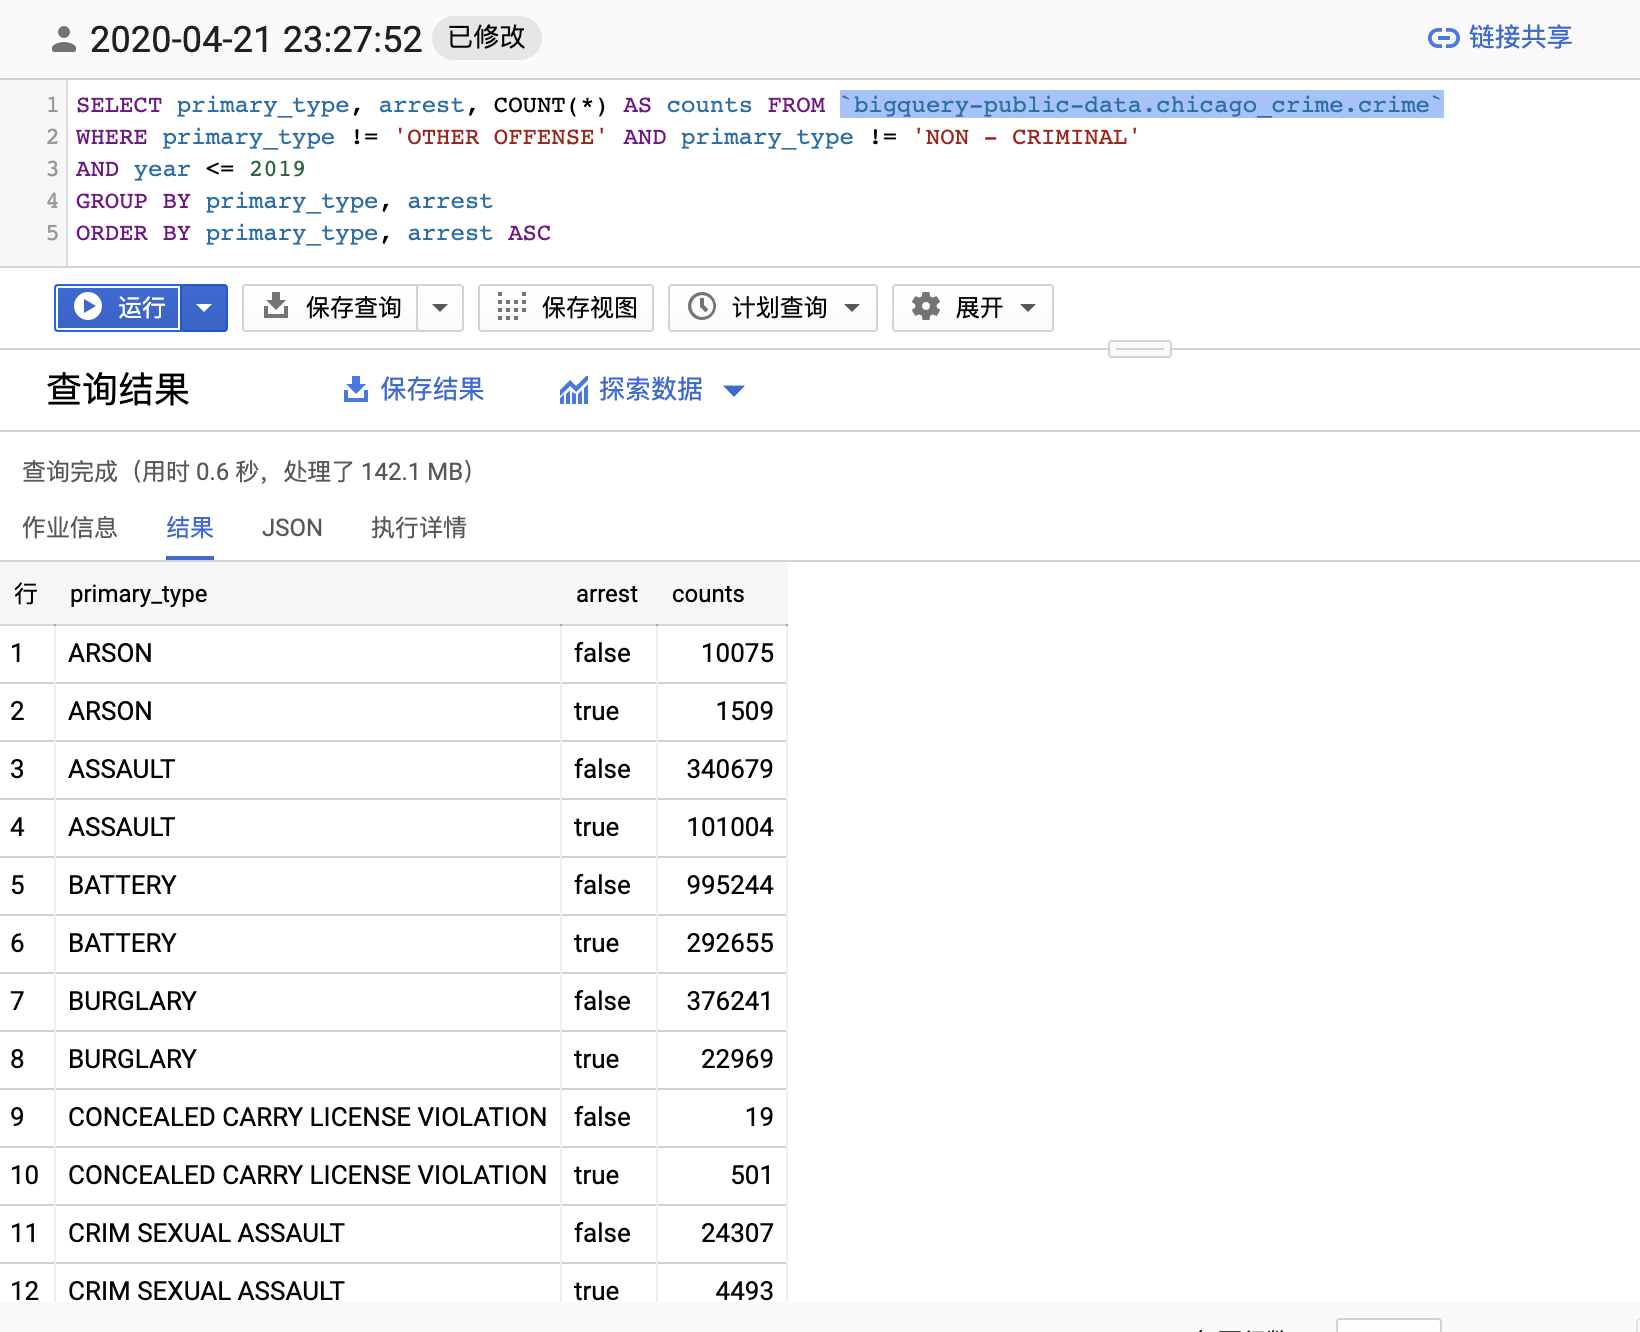 2020-04-21 23:27:52 已修改 链接共享
1 SELECT primary_type, arrest, COUNT(*) AS counts FROM `bigquery-public-data.chicago_crime.crime`
2 WHERE primary_type != 'OTHER OFFENSE' AND primary_type != 'NON - CRIMINAL'
3 AND year <= 2019
4 GROUP BY primary_type, arrest
5 ORDER BY primary_type, arrest ASC
运行 保存查询 保存视图 计划查询 展开
查询结果 保存结果 探索数据
查询完成（用时 0.6 秒，处理了 142.1 MB）
作业信息 结果 JSON 执行详情
行 primary_type arrest counts
1 ARSON false 10075
2 ARSON true 1509
3 ASSAULT false 340679
4 ASSAULT true 101004
5 BATTERY false 995244
6 BATTERY true 292655
7 BURGLARY false 376241
8 BURGLARY true 22969
9 CONCEALED CARRY LICENSE VIOLATION false 19
10 CONCEALED CARRY LICENSE VIOLATION true 501
11 CRIM SEXUAL ASSAULT false 24307
12 CRIM SEXUAL ASSAULT true 4493